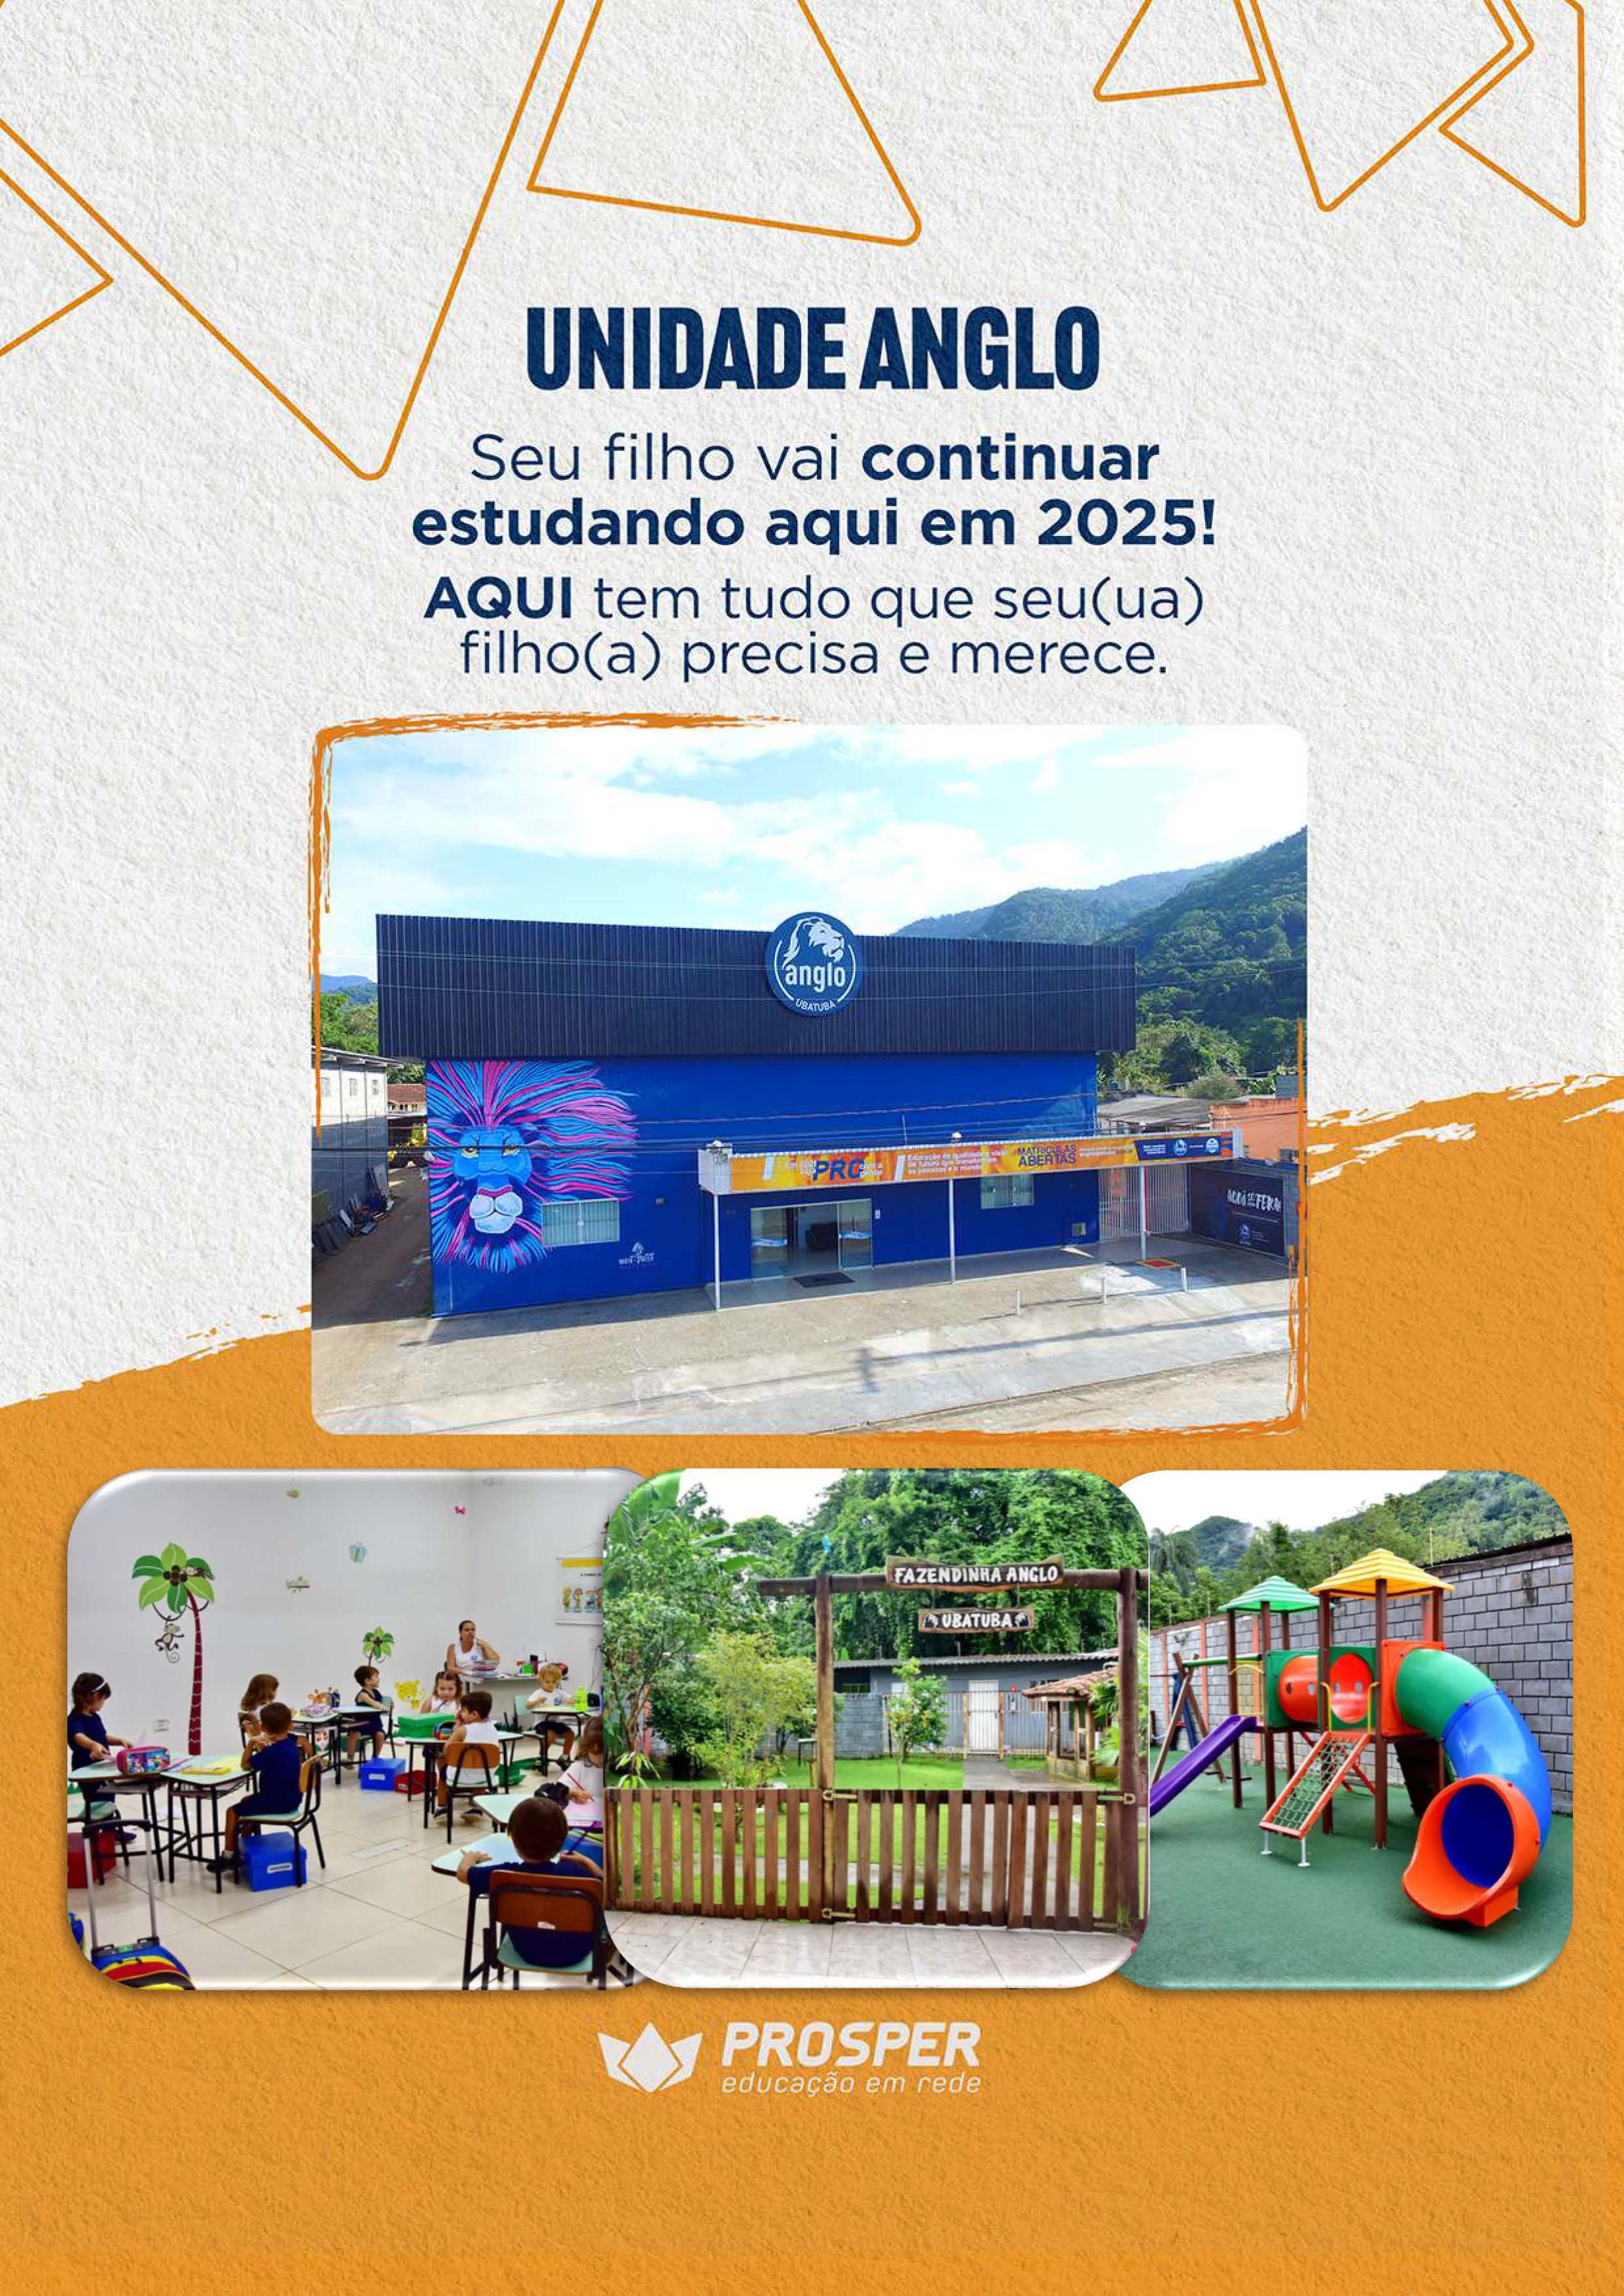 UNIDADE ANGLO
Seu filho vai continuar
estudando aqui em 2025!
AQUI tem tudo que seu(ua)
filho(a) precisa e merece.
anglo
UBATUBA
PRO
MATRÍCULAS
ABERTAS
FAZENDINHA ANGLO
UBATUBA
PROSPER
educação em rede